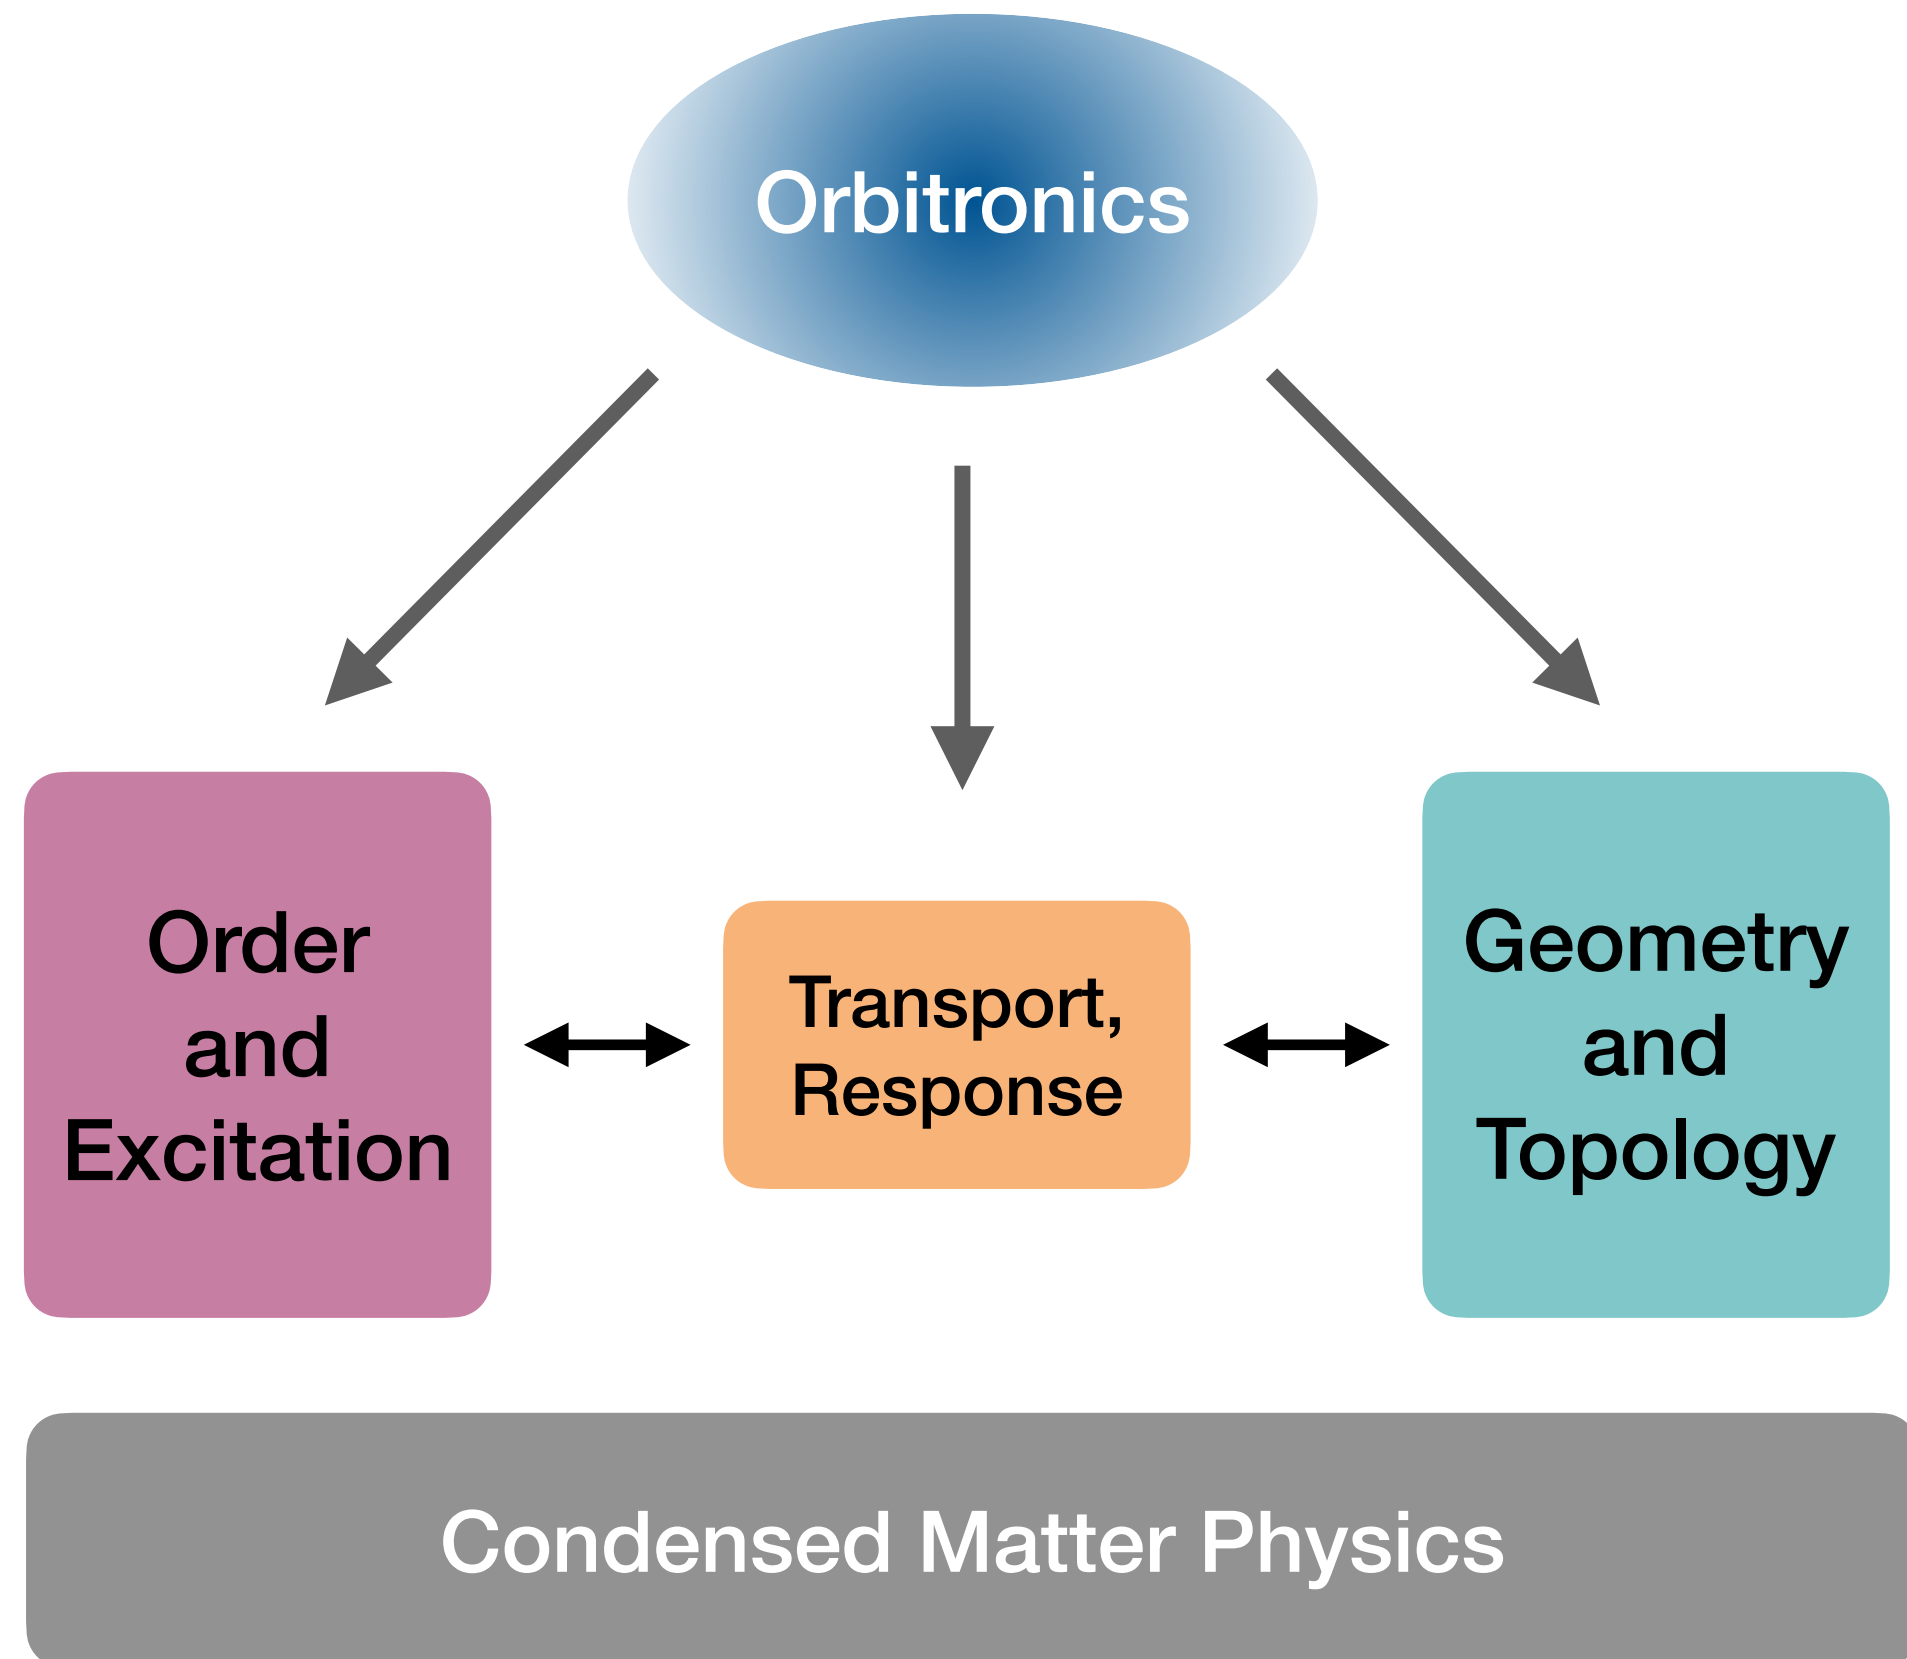 Orbitronics
Order
and
Excitation
Transport,
Response
Geometry
and
Topology
Condensed Matter Physics